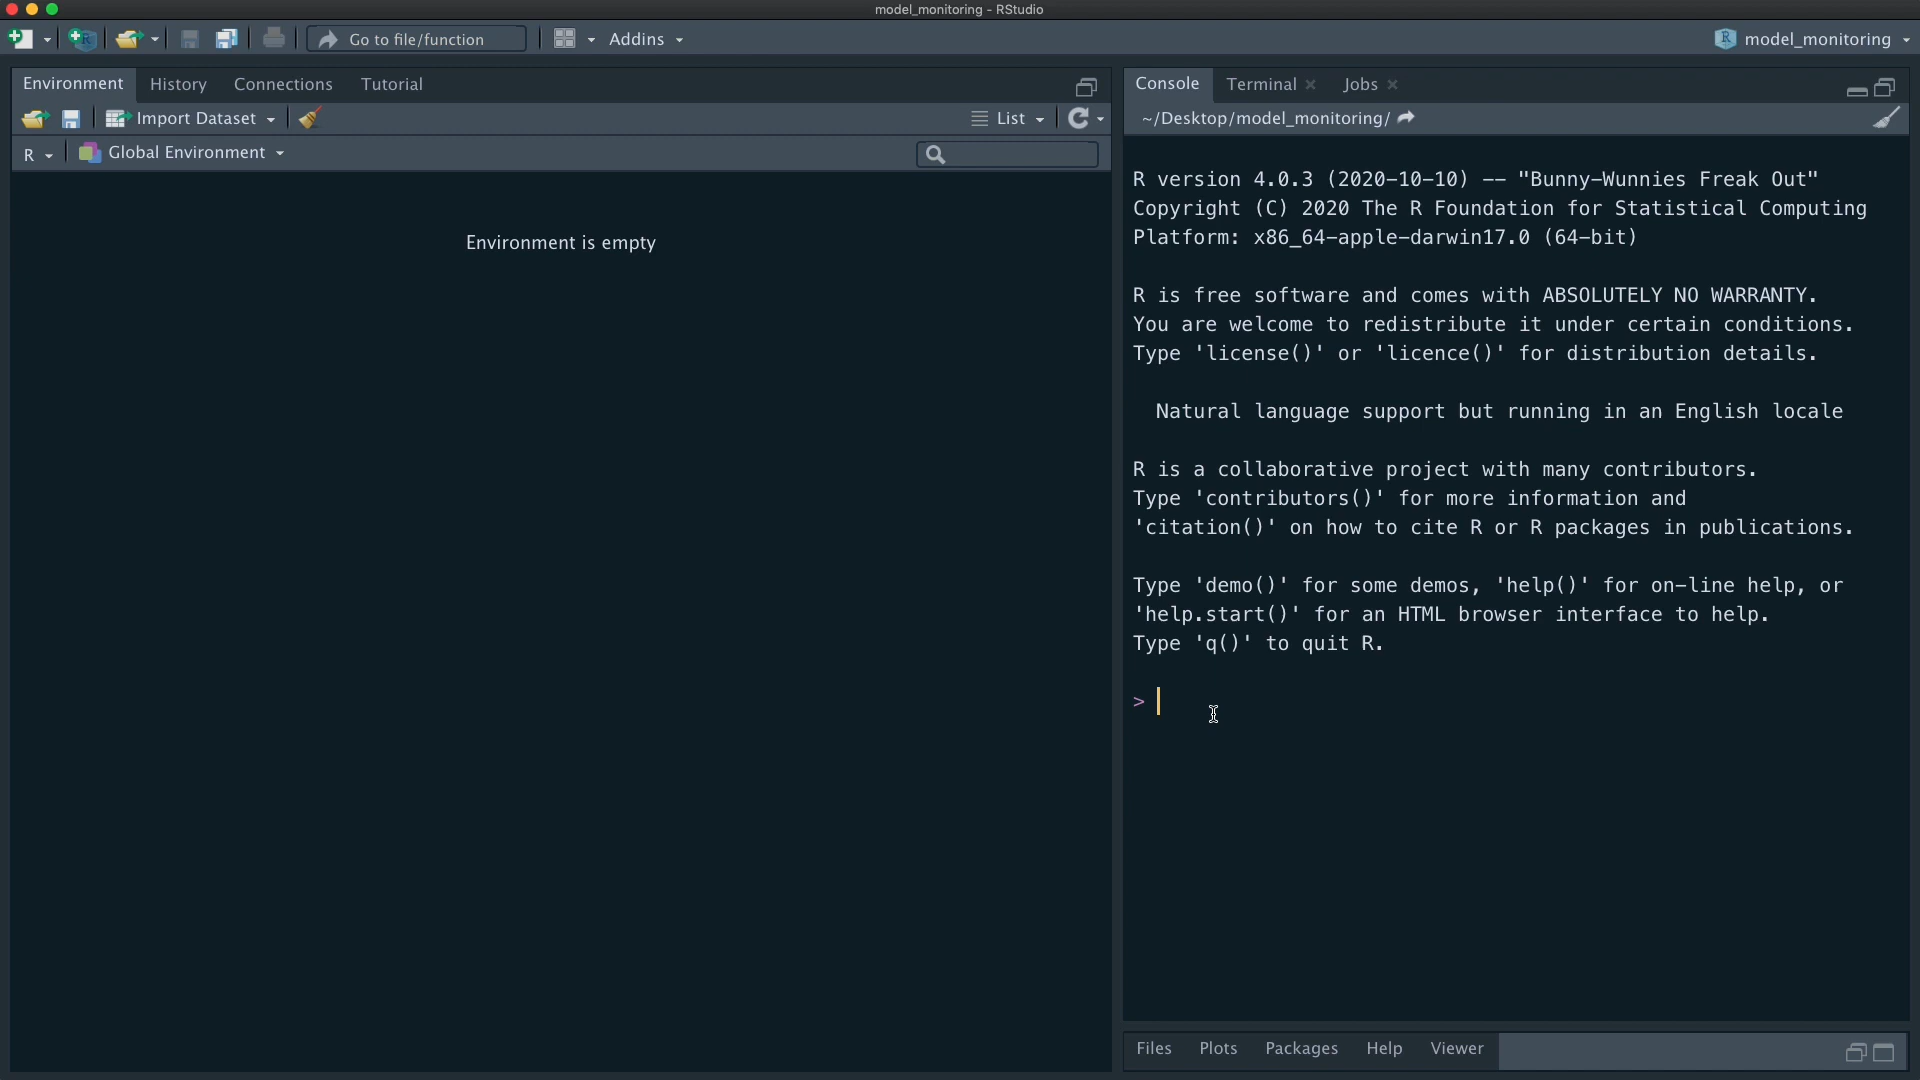 model_monitoring - RStudio
Go to file/function
Addins
model_monitoring
Environment
History
Connections
Tutorial
Import Dataset
List
R
Global Environment
Environment is empty
Console
Terminal
Jobs
~/Desktop/model_monitoring/
R version 4.0.3 (2020-10-10) -- "Bunny-Wunnies Freak Out"
Copyright (C) 2020 The R Foundation for Statistical Computing
Platform: x86_64-apple-darwin17.0 (64-bit)
R is free software and comes with ABSOLUTELY NO WARRANTY.
You are welcome to redistribute it under certain conditions.
Type 'license()' or 'licence()' for distribution details.
Natural language support but running in an English locale
R is a collaborative project with many contributors.
Type 'contributors()' for more information and
'citation()' on how to cite R or R packages in publications.
Type 'demo()' for some demos, 'help()' for on-line help, or
'help.start()' for an HTML browser interface to help.
Type 'q()' to quit R.
>
Files
Plots
Packages
Help
Viewer